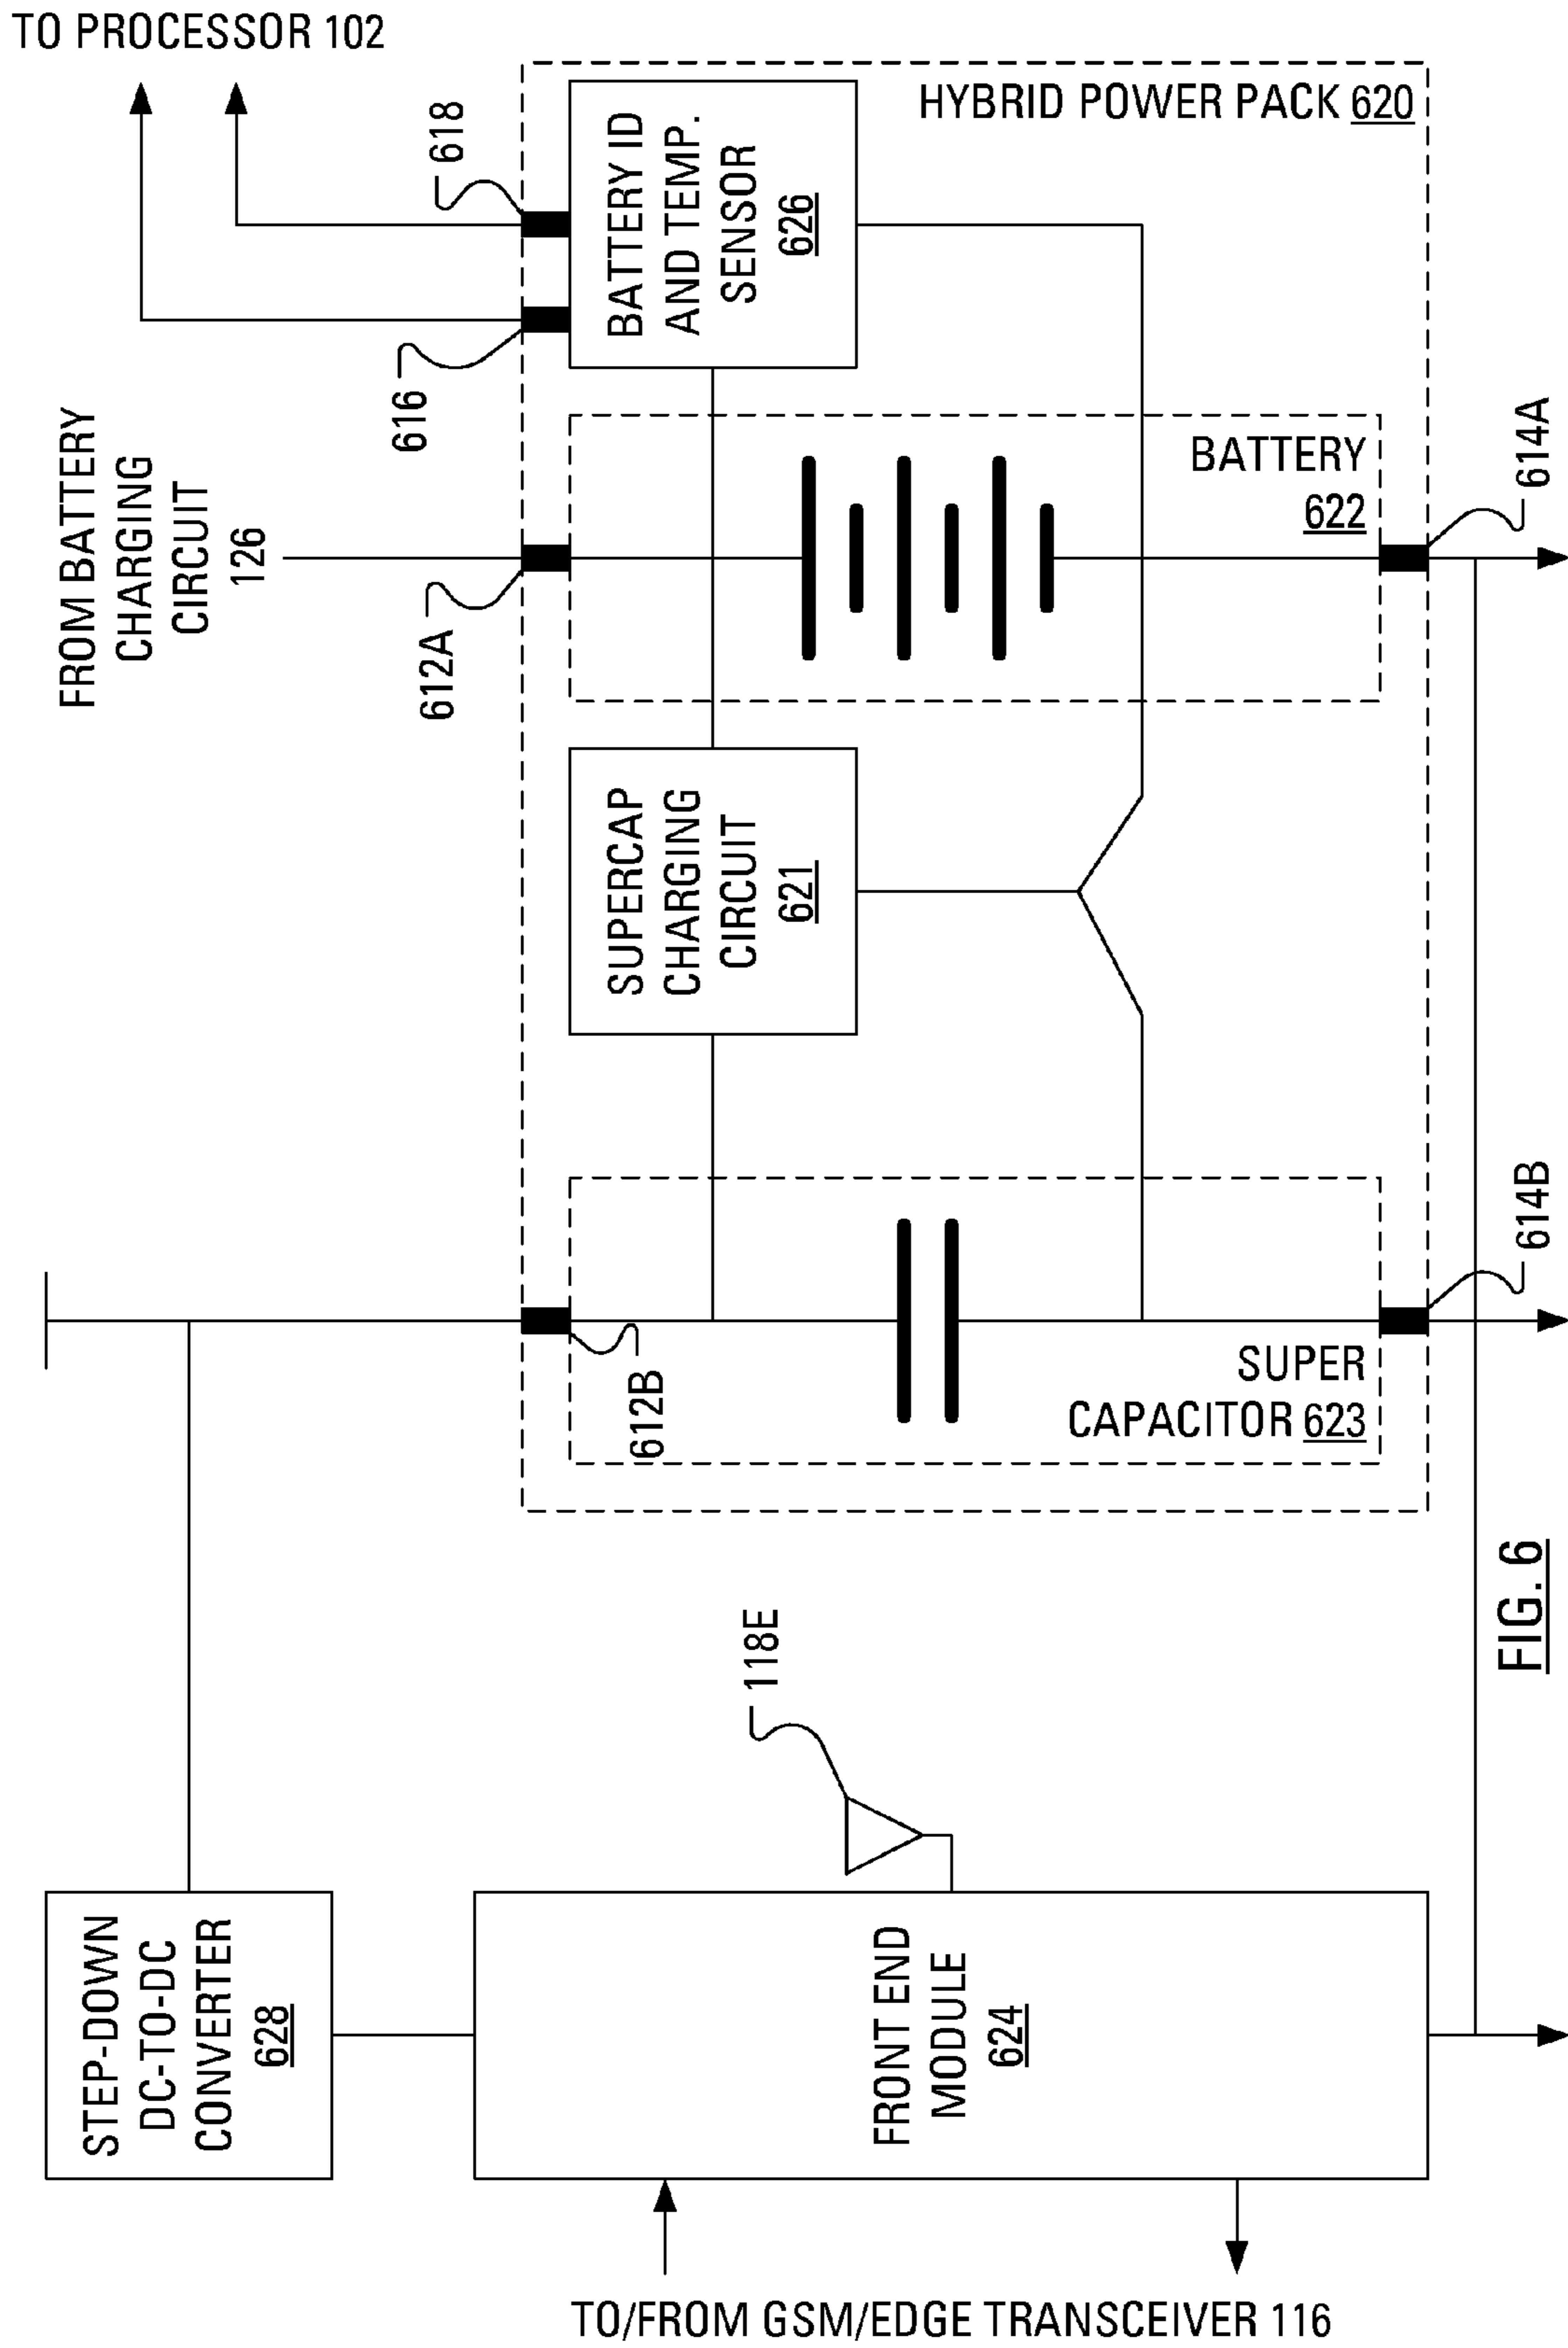 TO PROCESSOR 102
618
HYBRID POWER PACK 620
BATTERY ID
AND TEMP.
SENSOR
626
616
FROM BATTERY
CHARGING
CIRCUIT
126
612A
BATTERY
622
614A
SUPERCAP
CHARGING
CIRCUIT
621
612B
SUPER
CAPACITOR 623
614B
118E
STEP-DOWN
DC-TO-DC
CONVERTER
628
FRONT END
MODULE
624
TO/FROM GSM/EDGE TRANSCEIVER 116
FIG. 6